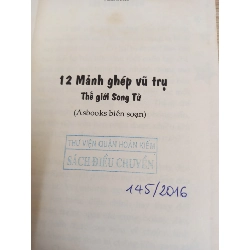 12 Mảnh ghép vũ trụ
Thế giới Song Tử
(Asbooks biên soạn)
THƯ VIỆN QUẬN HOÀN KIẾM
SÁCH ĐIỀU CHUYỂN
145/2016